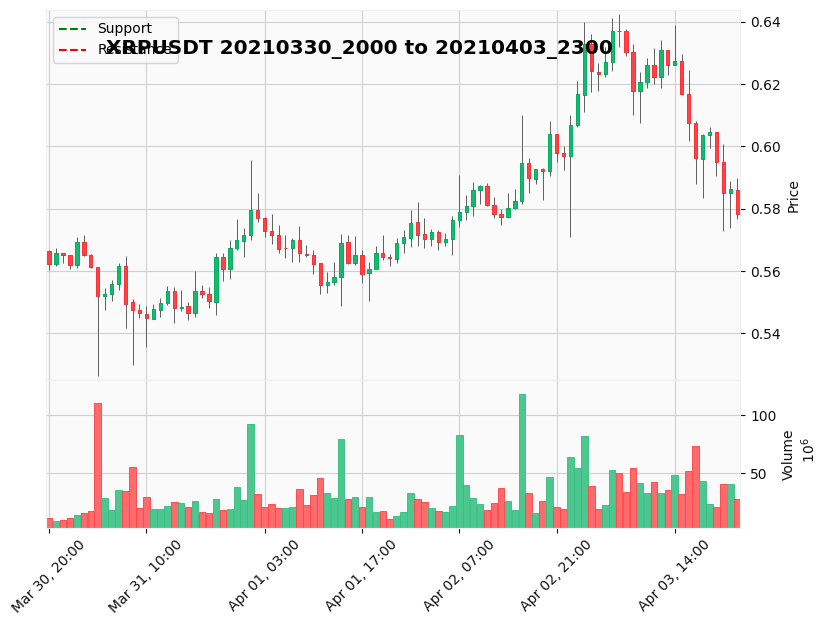 Support
Resistance
XRPUSDT 20210330_2000 to 20210403_2300
0.64
0.62
0.60
0.58
0.56
0.54
Price
100
50
Volume
10^6
Mar 30, 20:00
Mar 31, 10:00
Apr 01, 03:00
Apr 01, 17:00
Apr 02, 07:00
Apr 02, 21:00
Apr 03, 14:00